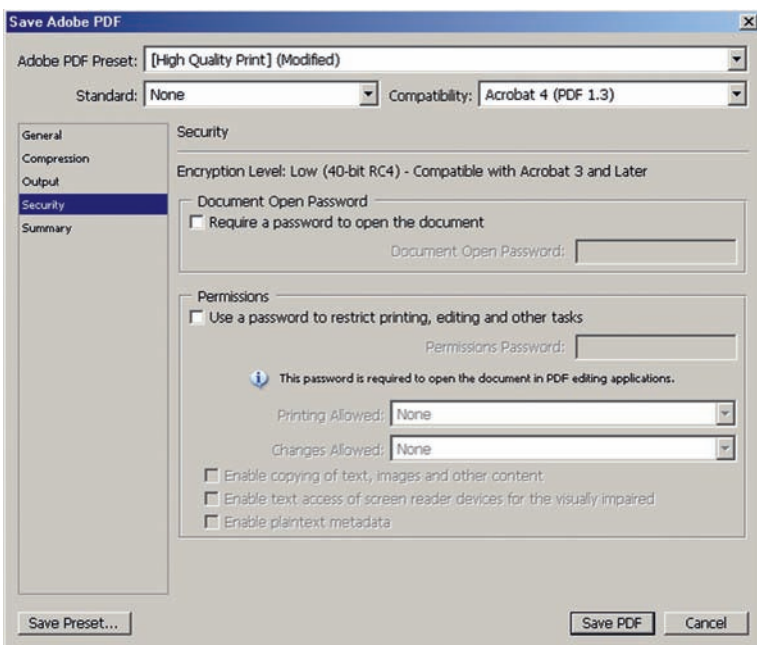 Save Adobe PDF
Adobe PDF Preset: [High Quality Print] (Modified)
Standard: None Compatibility: Acrobat 4 (PDF 1.3)
General
Compression
Output
Security
Summary
Security
Encryption Level: Low (40-bit RC4) - Compatible with Acrobat 3 and Later
Document Open Password
Require a password to open the document
Document Open Password:
Permissions
Use a password to restrict printing, editing and other tasks
Permissions Password:
This password is required to open the document in PDF editing applications.
Printing Allowed: None
Changes Allowed: None
Enable copying of text, images and other content
Enable text access of screen reader devices for the visually impaired
Enable plaintext metadata
Save Preset... Save PDF Cancel